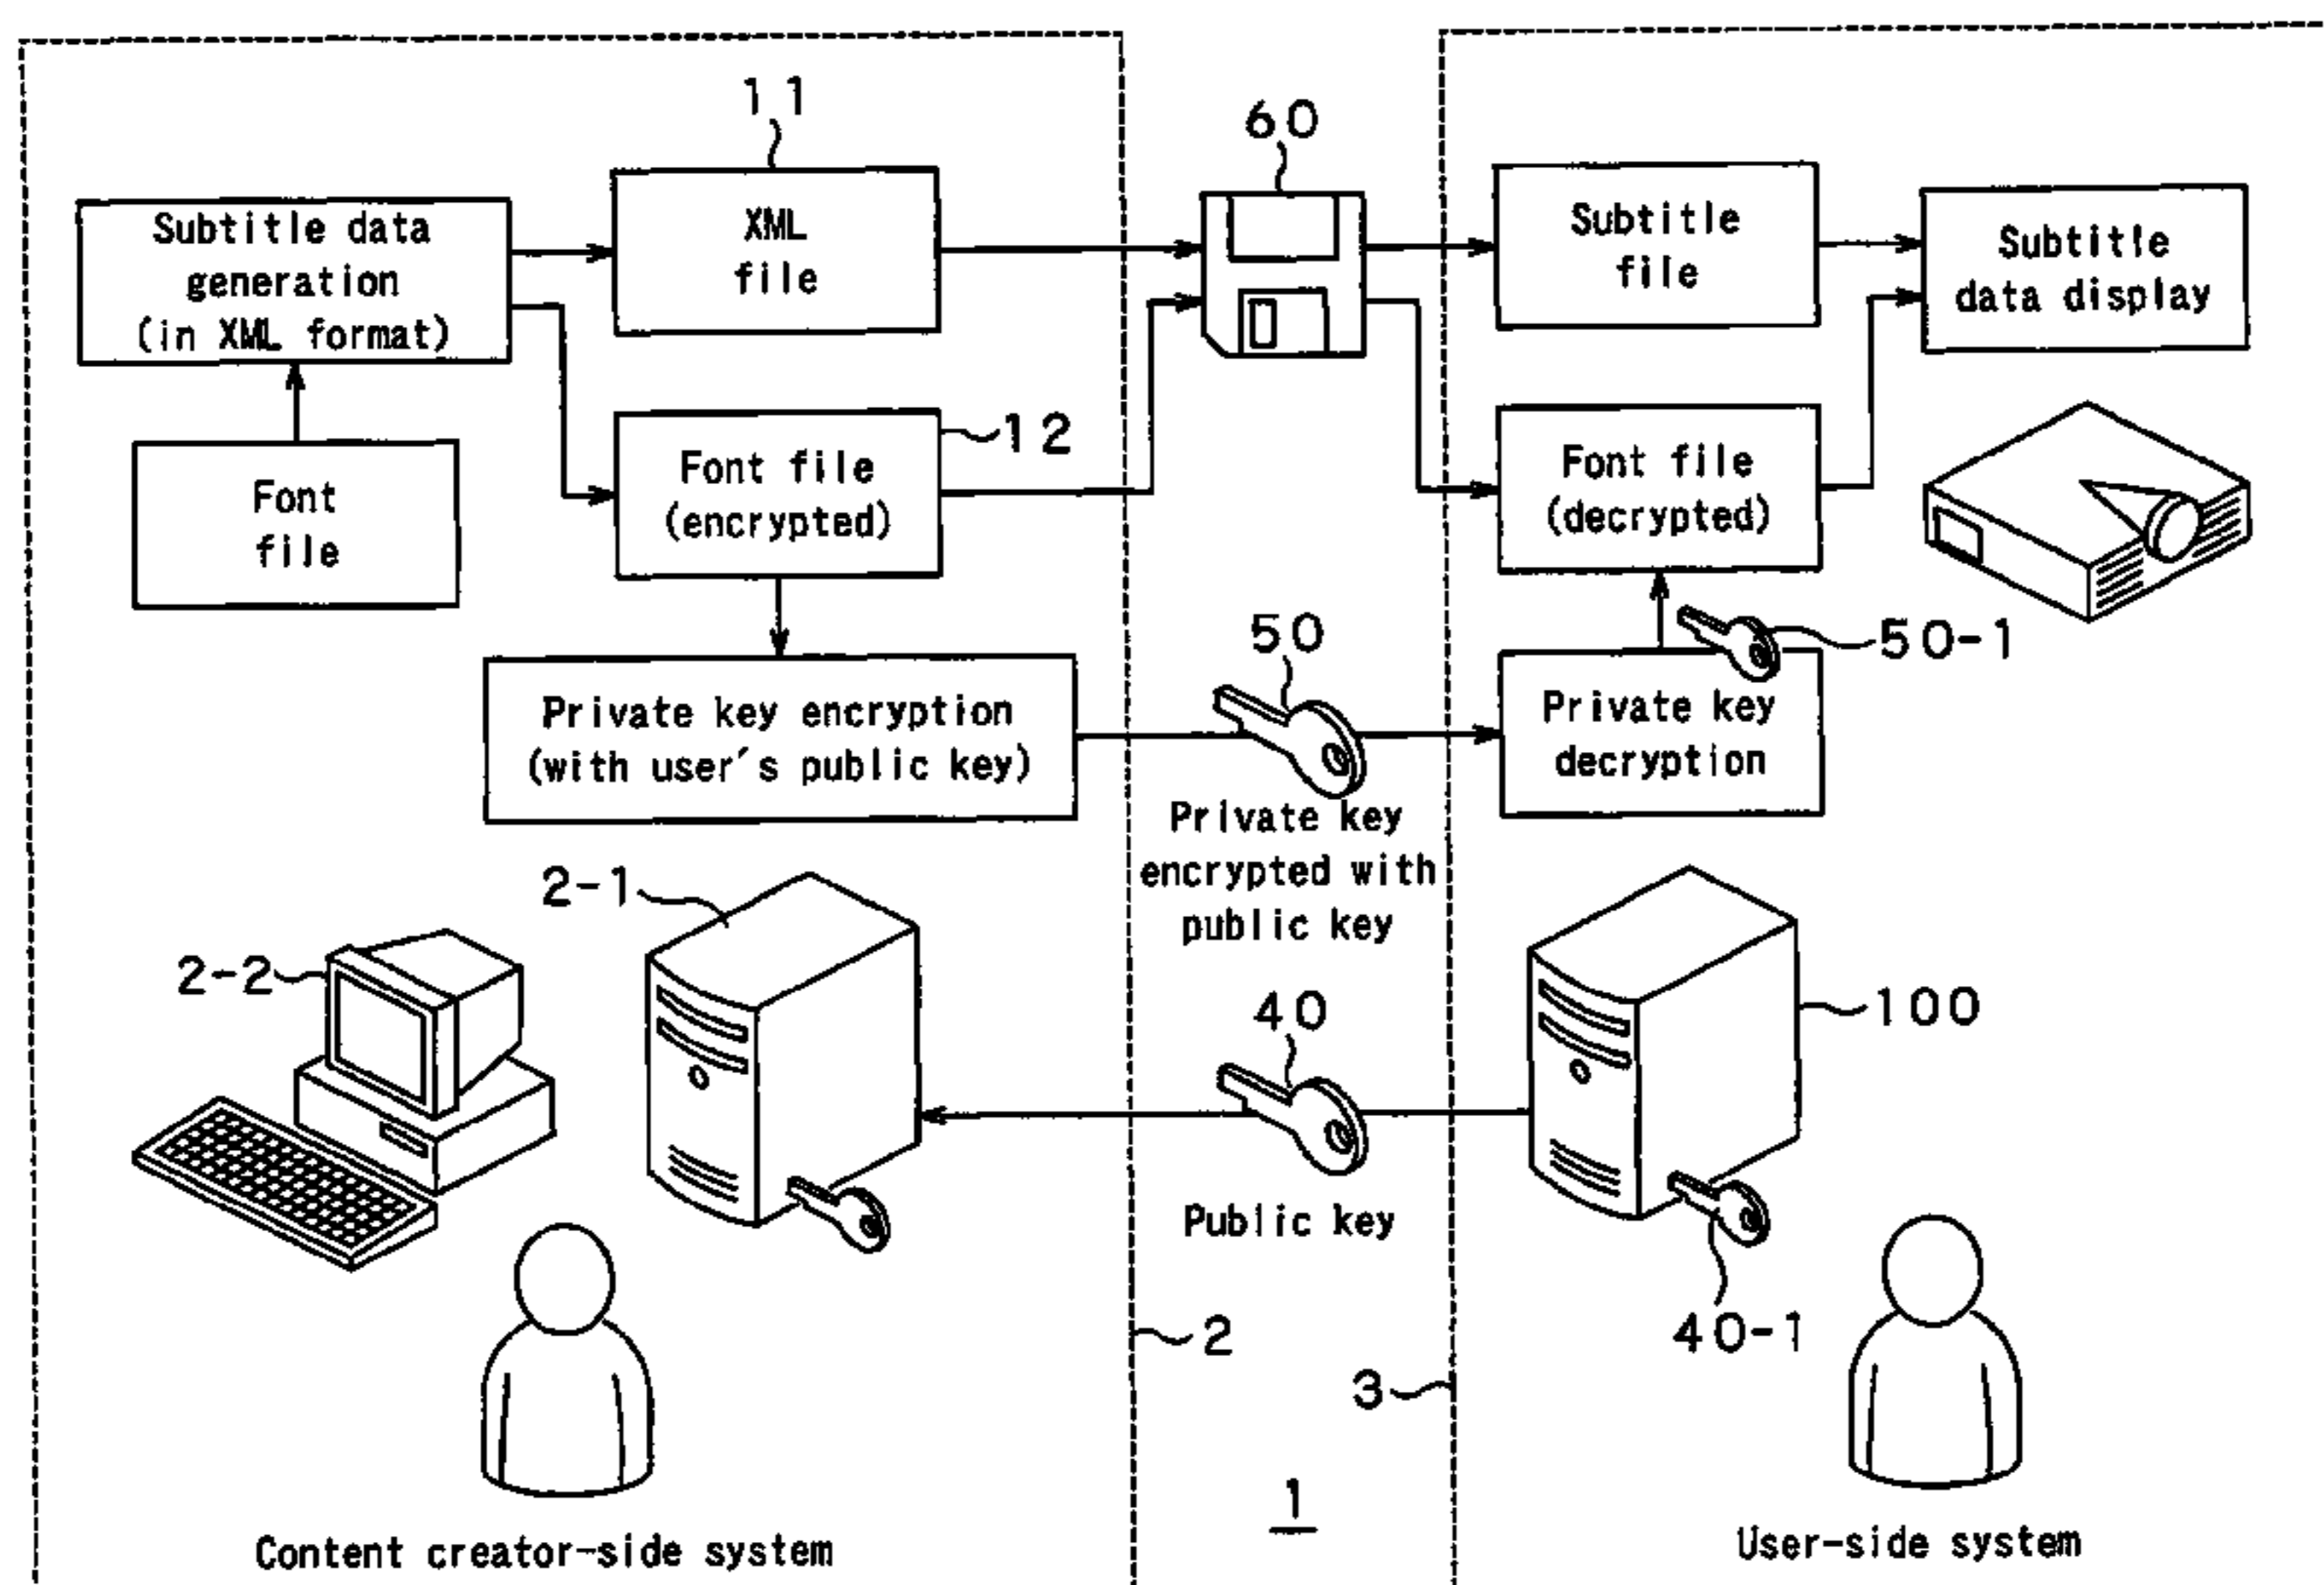 11
60
Subtitle data
generation
(in XML format)
XML
file
Subtitle
file
Subtitle
data display
Font
file
Font file
(encrypted)
12
Font file
(decrypted)
50
50-1
Private key encryption
(with user's public key)
Private key
decryption
Private key
encrypted with
public key
2-1
2-2
100
40
Public key
40-1
2
3
1
Content creator-side system
User-side system